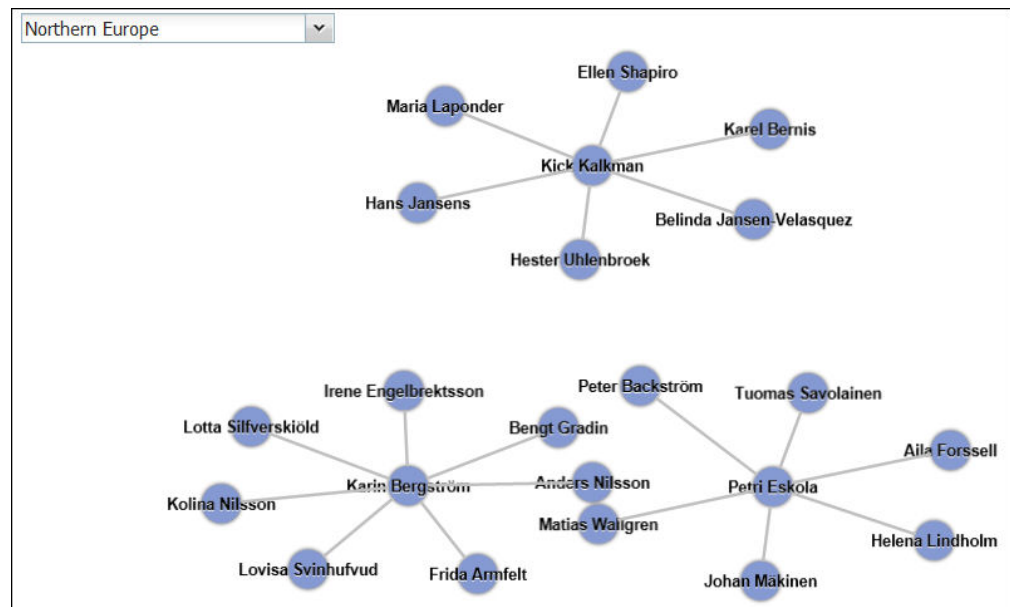 Northern Europe
Ellen Shapiro
Maria Laponder
Karel Bernis
Kick Kalkman
Hans Jansens
Belinda Jansen-Velasquez
Hester Uhlenbroek
Irene Engelbrektsson
Peter Backström
Tuomas Savolainen
Lotta Silfverskiöld
Bengt Gradin
Aila Forssell
Karin Bergström
Anders Nilsson
Petri Eskola
Kolina Nilsson
Matias Wallgren
Helena Lindholm
Lovisa Svinhufvud
Frida Armfelt
Johan Mäkinen